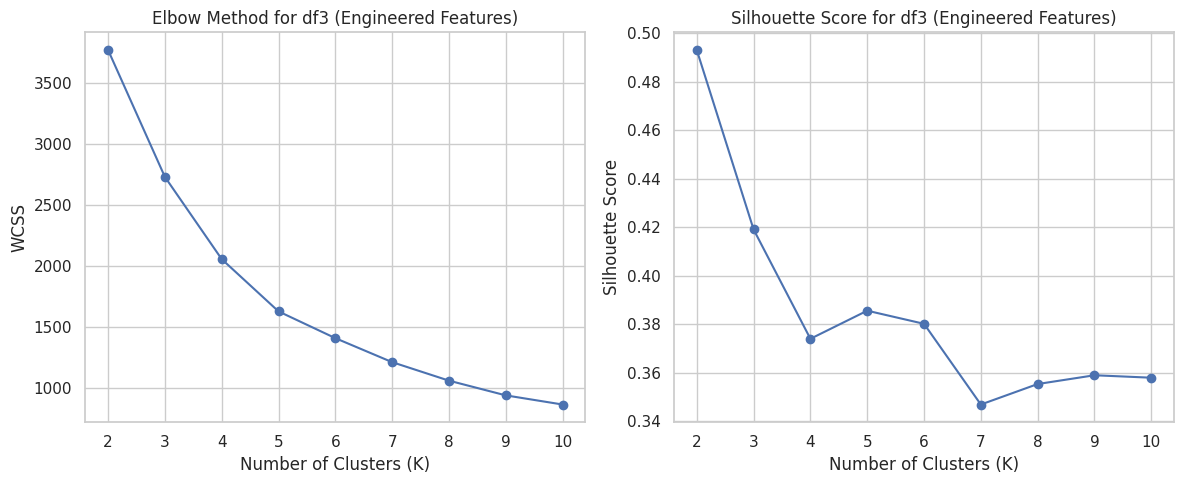 Elbow Method for df3 (Engineered Features)
WCSS
3500
3000
2500
2000
1500
1000
2 3 4 5 6 7 8 9 10
Number of Clusters (K)
Silhouette Score for df3 (Engineered Features)
Silhouette Score
0.50
0.48
0.46
0.44
0.42
0.40
0.38
0.36
0.34
2 3 4 5 6 7 8 9 10
Number of Clusters (K)